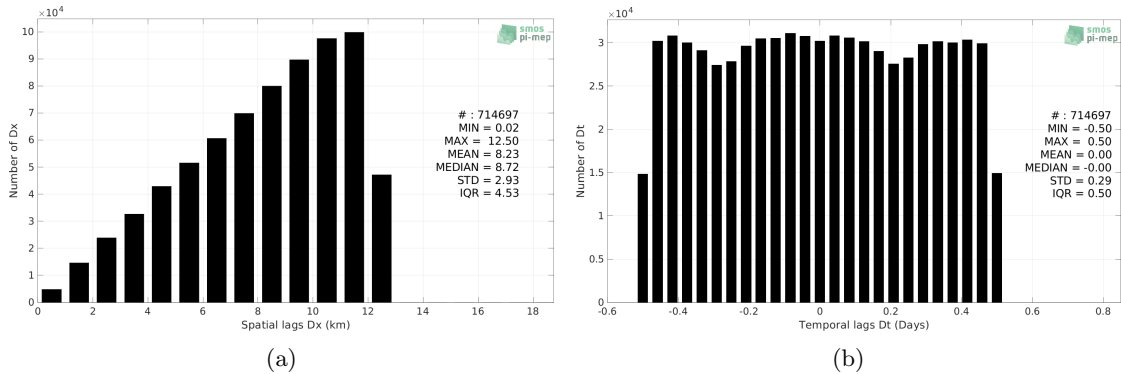 ×10⁴
10
9
8
7
6
5
4
3
2
1
0
0
2
4
6
8
10
12
14
16
18
Number of Dx
Spatial lags Dx (km)
smos
pi-mep
# : 714697
MIN = 0.02
MAX = 12.50
MEAN = 8.23
MEDIAN = 8.72
STD = 2.93
IQR = 4.53
(a)
×10⁴
3
2.5
2
1.5
1
0.5
0
-0.6
-0.4
-0.2
0
0.2
0.4
0.6
0.8
Number of Dt
Temporal lags Dt (Days)
smos
pi-mep
# : 714697
MIN = -0.50
MAX = 0.50
MEAN = 0.00
MEDIAN = -0.00
STD = 0.29
IQR = 0.50
(b)